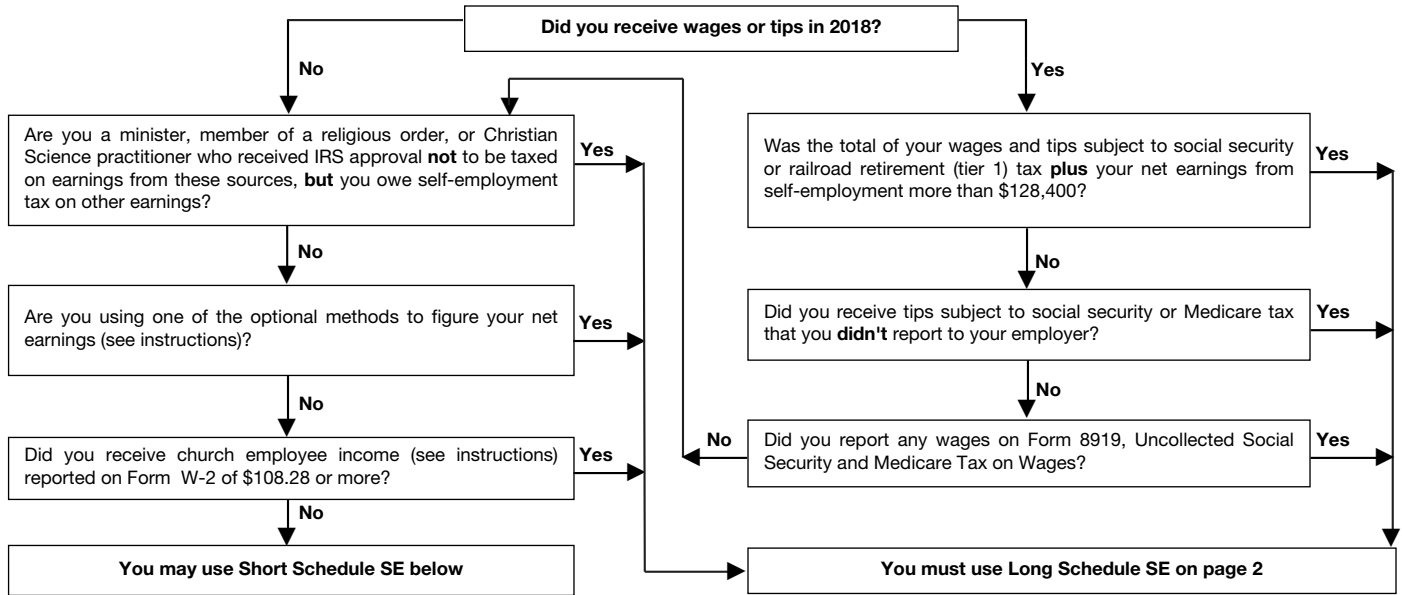 Did you receive wages or tips in 2018?
No
Yes
Are you a minister, member of a religious order, or Christian
Science practitioner who received IRS approval not to be taxed
on earnings from these sources, but you owe self-employment
tax on other earnings?
Yes
Was the total of your wages and tips subject to social security
or railroad retirement (tier 1) tax plus your net earnings from
self-employment more than $128,400?
Yes
No
No
Are you using one of the optional methods to figure your net
earnings (see instructions)?
Yes
Did you receive tips subject to social security or Medicare tax
that you didn't report to your employer?
Yes
No
No
Did you receive church employee income (see instructions)
reported on Form W-2 of $108.28 or more?
Yes
No
Did you report any wages on Form 8919, Uncollected Social
Security and Medicare Tax on Wages?
Yes
No
You may use Short Schedule SE below
You must use Long Schedule SE on page 2